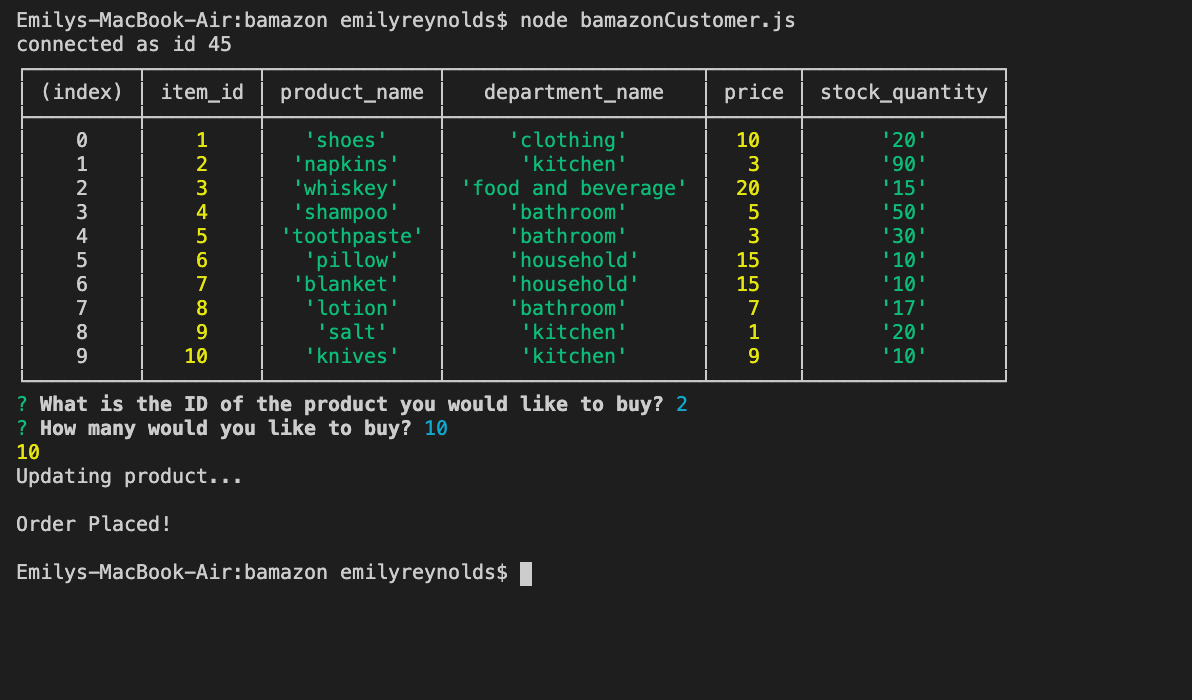 Emilys-MacBook-Air:bamazon emilyreynolds$ node bamazonCustomer.js
connected as id 45
(index) item_id product_name department_name price stock_quantity
0 1 'shoes' 'clothing' 10 '20'
1 2 'napkins' 'kitchen' 3 '90'
2 3 'whiskey' 'food and beverage' 20 '15'
3 4 'shampoo' 'bathroom' 5 '50'
4 5 'toothpaste' 'bathroom' 3 '30'
5 6 'pillow' 'household' 15 '10'
6 7 'blanket' 'household' 15 '10'
7 8 'lotion' 'bathroom' 7 '17'
8 9 'salt' 'kitchen' 1 '20'
9 10 'knives' 'kitchen' 9 '10'
? What is the ID of the product you would like to buy? 2
? How many would you like to buy? 10
10
Updating product...
Order Placed!
Emilys-MacBook-Air:bamazon emilyreynolds$